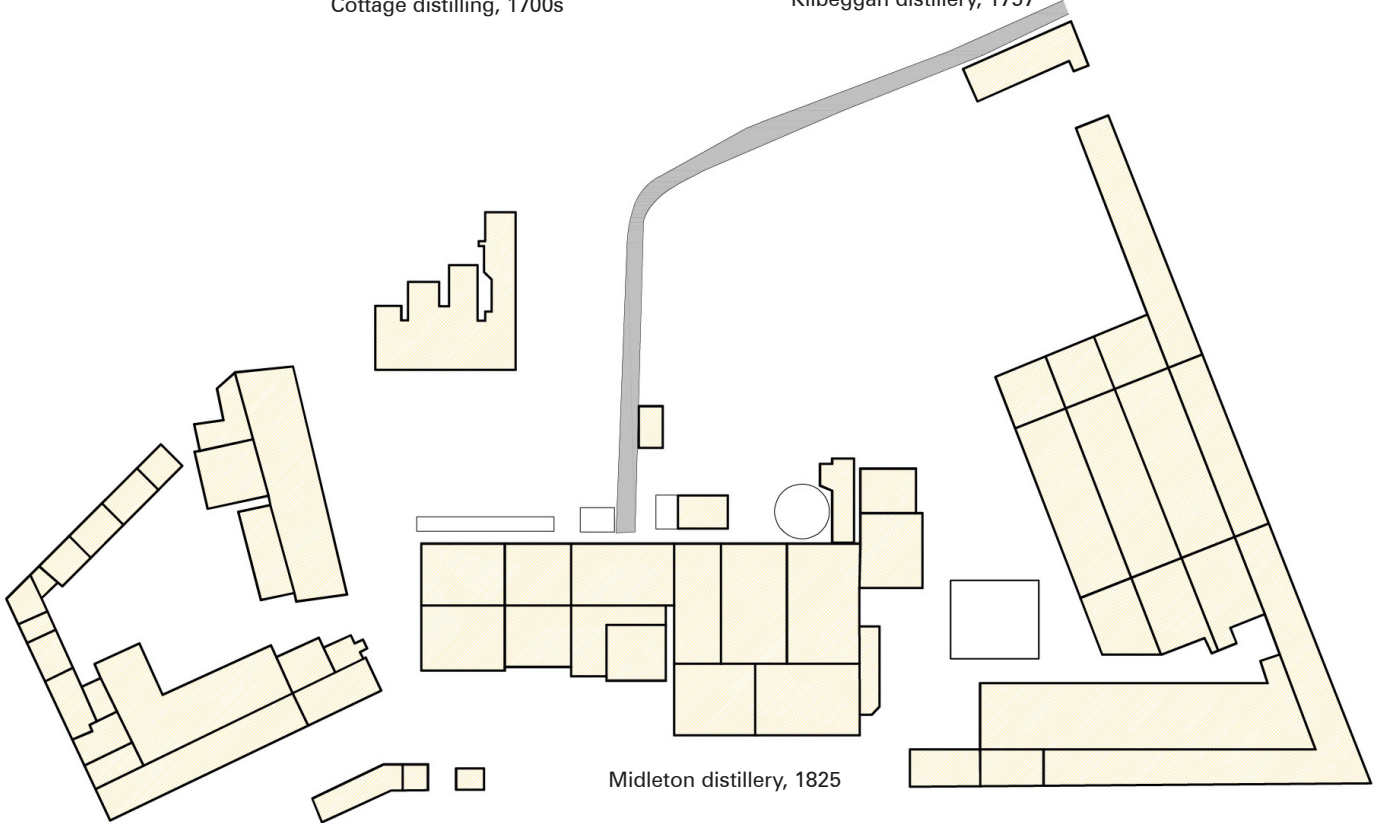 Cottage distilling, 1700s
Kilbeggan distillery, 1757
Midleton distillery, 1825